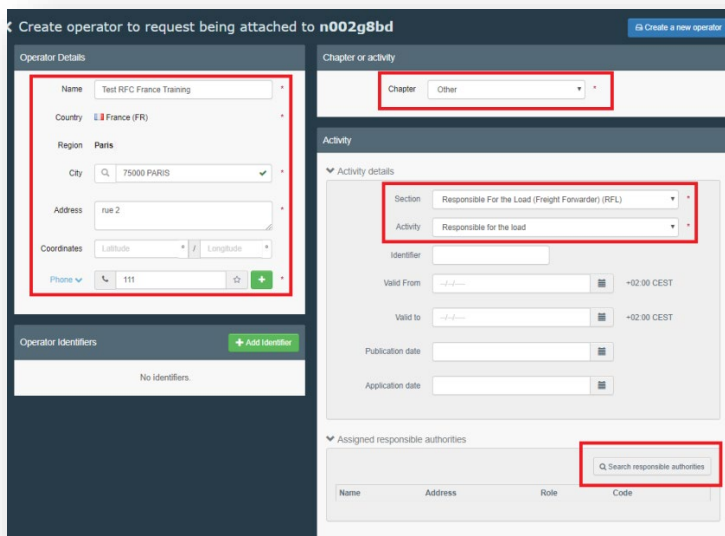 Create operator to request being attached to n002g8bd
Create a new operator
Operator Details
Name Test RFC France Training *
Country France (FR) *
Region Paris
City 75000 PARIS *
Address rue 2 *
Coordinates Latitude ° / Longitude °
Phone 111 *
Operator Identifiers
+ Add Identifier
No identifiers.
Chapter or activity
Chapter Other *
Activity
Activity details
Section Responsible For the Load (Freight Forwarder) (RFL) *
Activity Responsible for the load *
Identifier
Valid From --/--/---- +02:00 CEST
Valid to --/--/---- +02:00 CEST
Publication date
Application date
Assigned responsible authorities
Search responsible authorities
Name Address Role Code